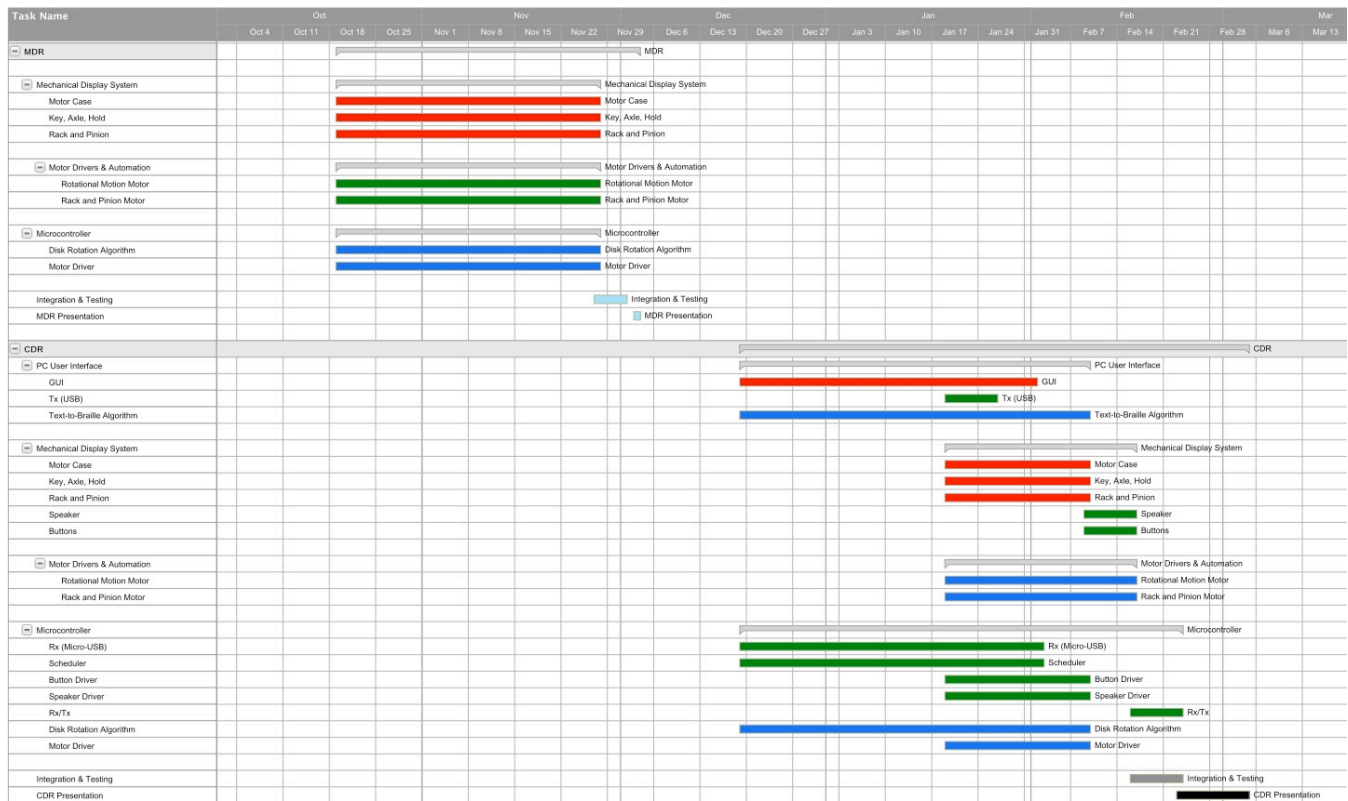 Task Name Oct Nov Dec Jan Feb Mar
Oct 4 Oct 11 Oct 18 Oct 25 Nov 1 Nov 8 Nov 15 Nov 22 Nov 29 Dec 6 Dec 13 Dec 20 Dec 27 Jan 3 Jan 10 Jan 17 Jan 24 Jan 31 Feb 7 Feb 14 Feb 21 Feb 28 Mar 6 Mar 13
MDR MDR
Mechanical Display System Mechanical Display System
Motor Case Motor Case
Key, Axle, Hold Key, Axle, Hold
Rack and Pinion Rack and Pinion
Motor Drivers & Automation Motor Drivers & Automation
Rotational Motion Motor Rotational Motion Motor
Rack and Pinion Motor Rack and Pinion Motor
Microcontroller Microcontroller
Disk Rotation Algorithm Disk Rotation Algorithm
Motor Driver Motor Driver
Integration & Testing Integration & Testing
MDR Presentation MDR Presentation
CDR CDR
PC User Interface PC User Interface
GUI GUI
Tx (USB) Tx (USB)
Text-to-Braille Algorithm Text-to-Braille Algorithm
Mechanical Display System Mechanical Display System
Motor Case Motor Case
Key, Axle, Hold Key, Axle, Hold
Rack and Pinion Rack and Pinion
Speaker Speaker
Buttons Buttons
Motor Drivers & Automation Motor Drivers & Automation
Rotational Motion Motor Rotational Motion Motor
Rack and Pinion Motor Rack and Pinion Motor
Microcontroller Microcontroller
Rx (Micro-USB) Rx (Micro-USB)
Scheduler Scheduler
Button Driver Button Driver
Speaker Driver Speaker Driver
Rx/Tx Rx/Tx
Disk Rotation Algorithm Disk Rotation Algorithm
Motor Driver Motor Driver
Integration & Testing Integration & Testing
CDR Presentation CDR Presentation